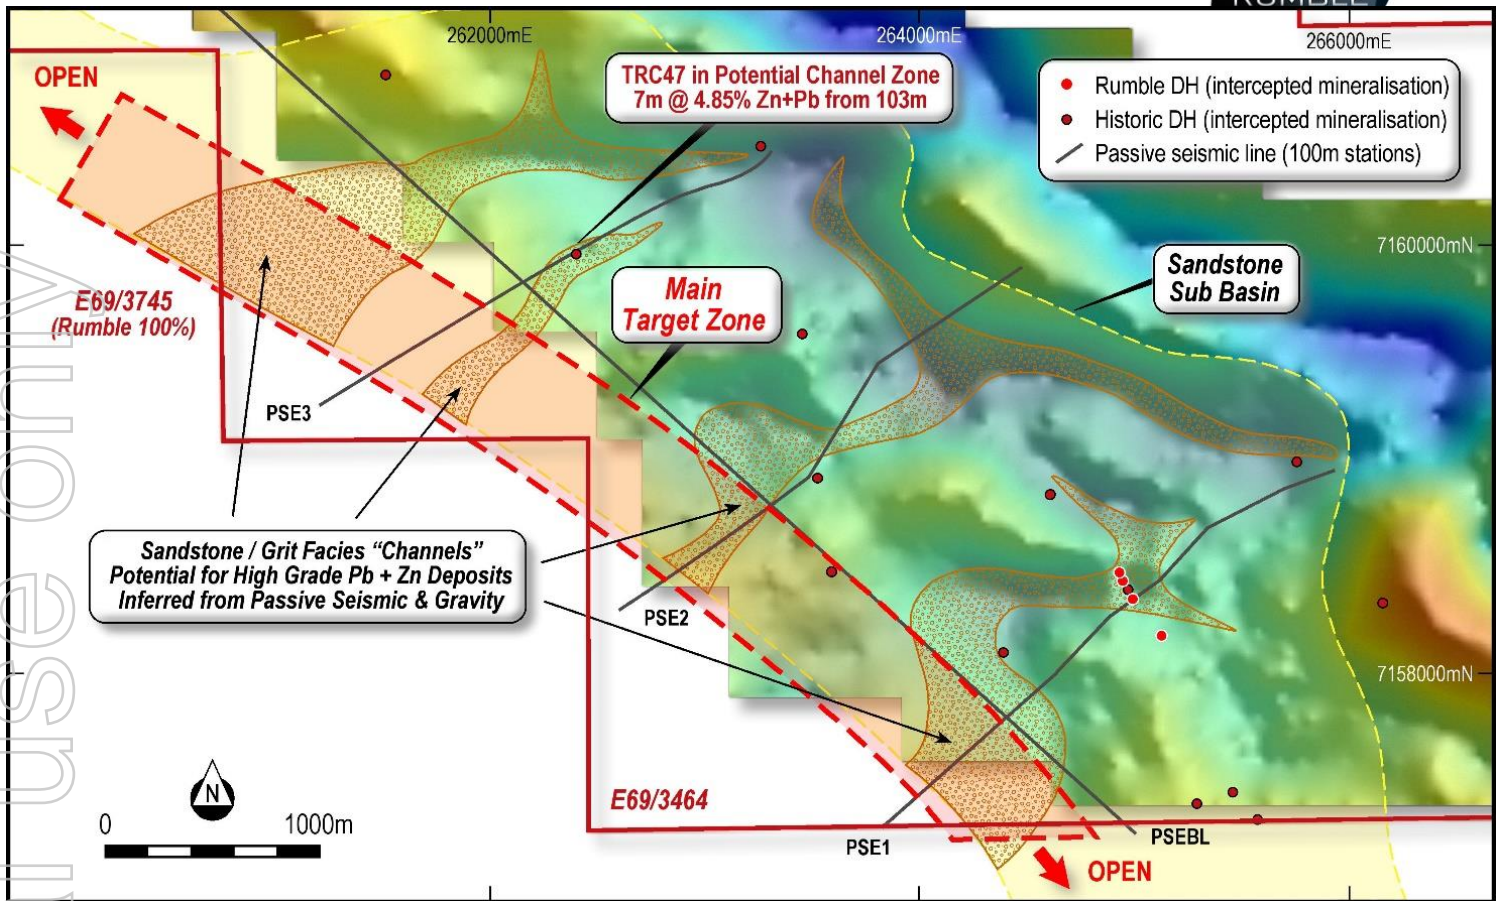 RUMBLE
262000mE
264000mE
266000mE
OPEN
TRC47 in Potential Channel Zone
7m @ 4.85% Zn+Pb from 103m
Rumble DH (intercepted mineralisation)
Historic DH (intercepted mineralisation)
Passive seismic line (100m stations)
7160000mN
Sandstone
Sub Basin
Main
Target Zone
E69/3745
(Rumble 100%)
PSE3
Sandstone / Grit Facies “Channels”
Potential for High Grade Pb + Zn Deposits
Inferred from Passive Seismic & Gravity
PSE2
7158000mN
N
0
1000m
E69/3464
PSE1
PSEBL
OPEN
use only